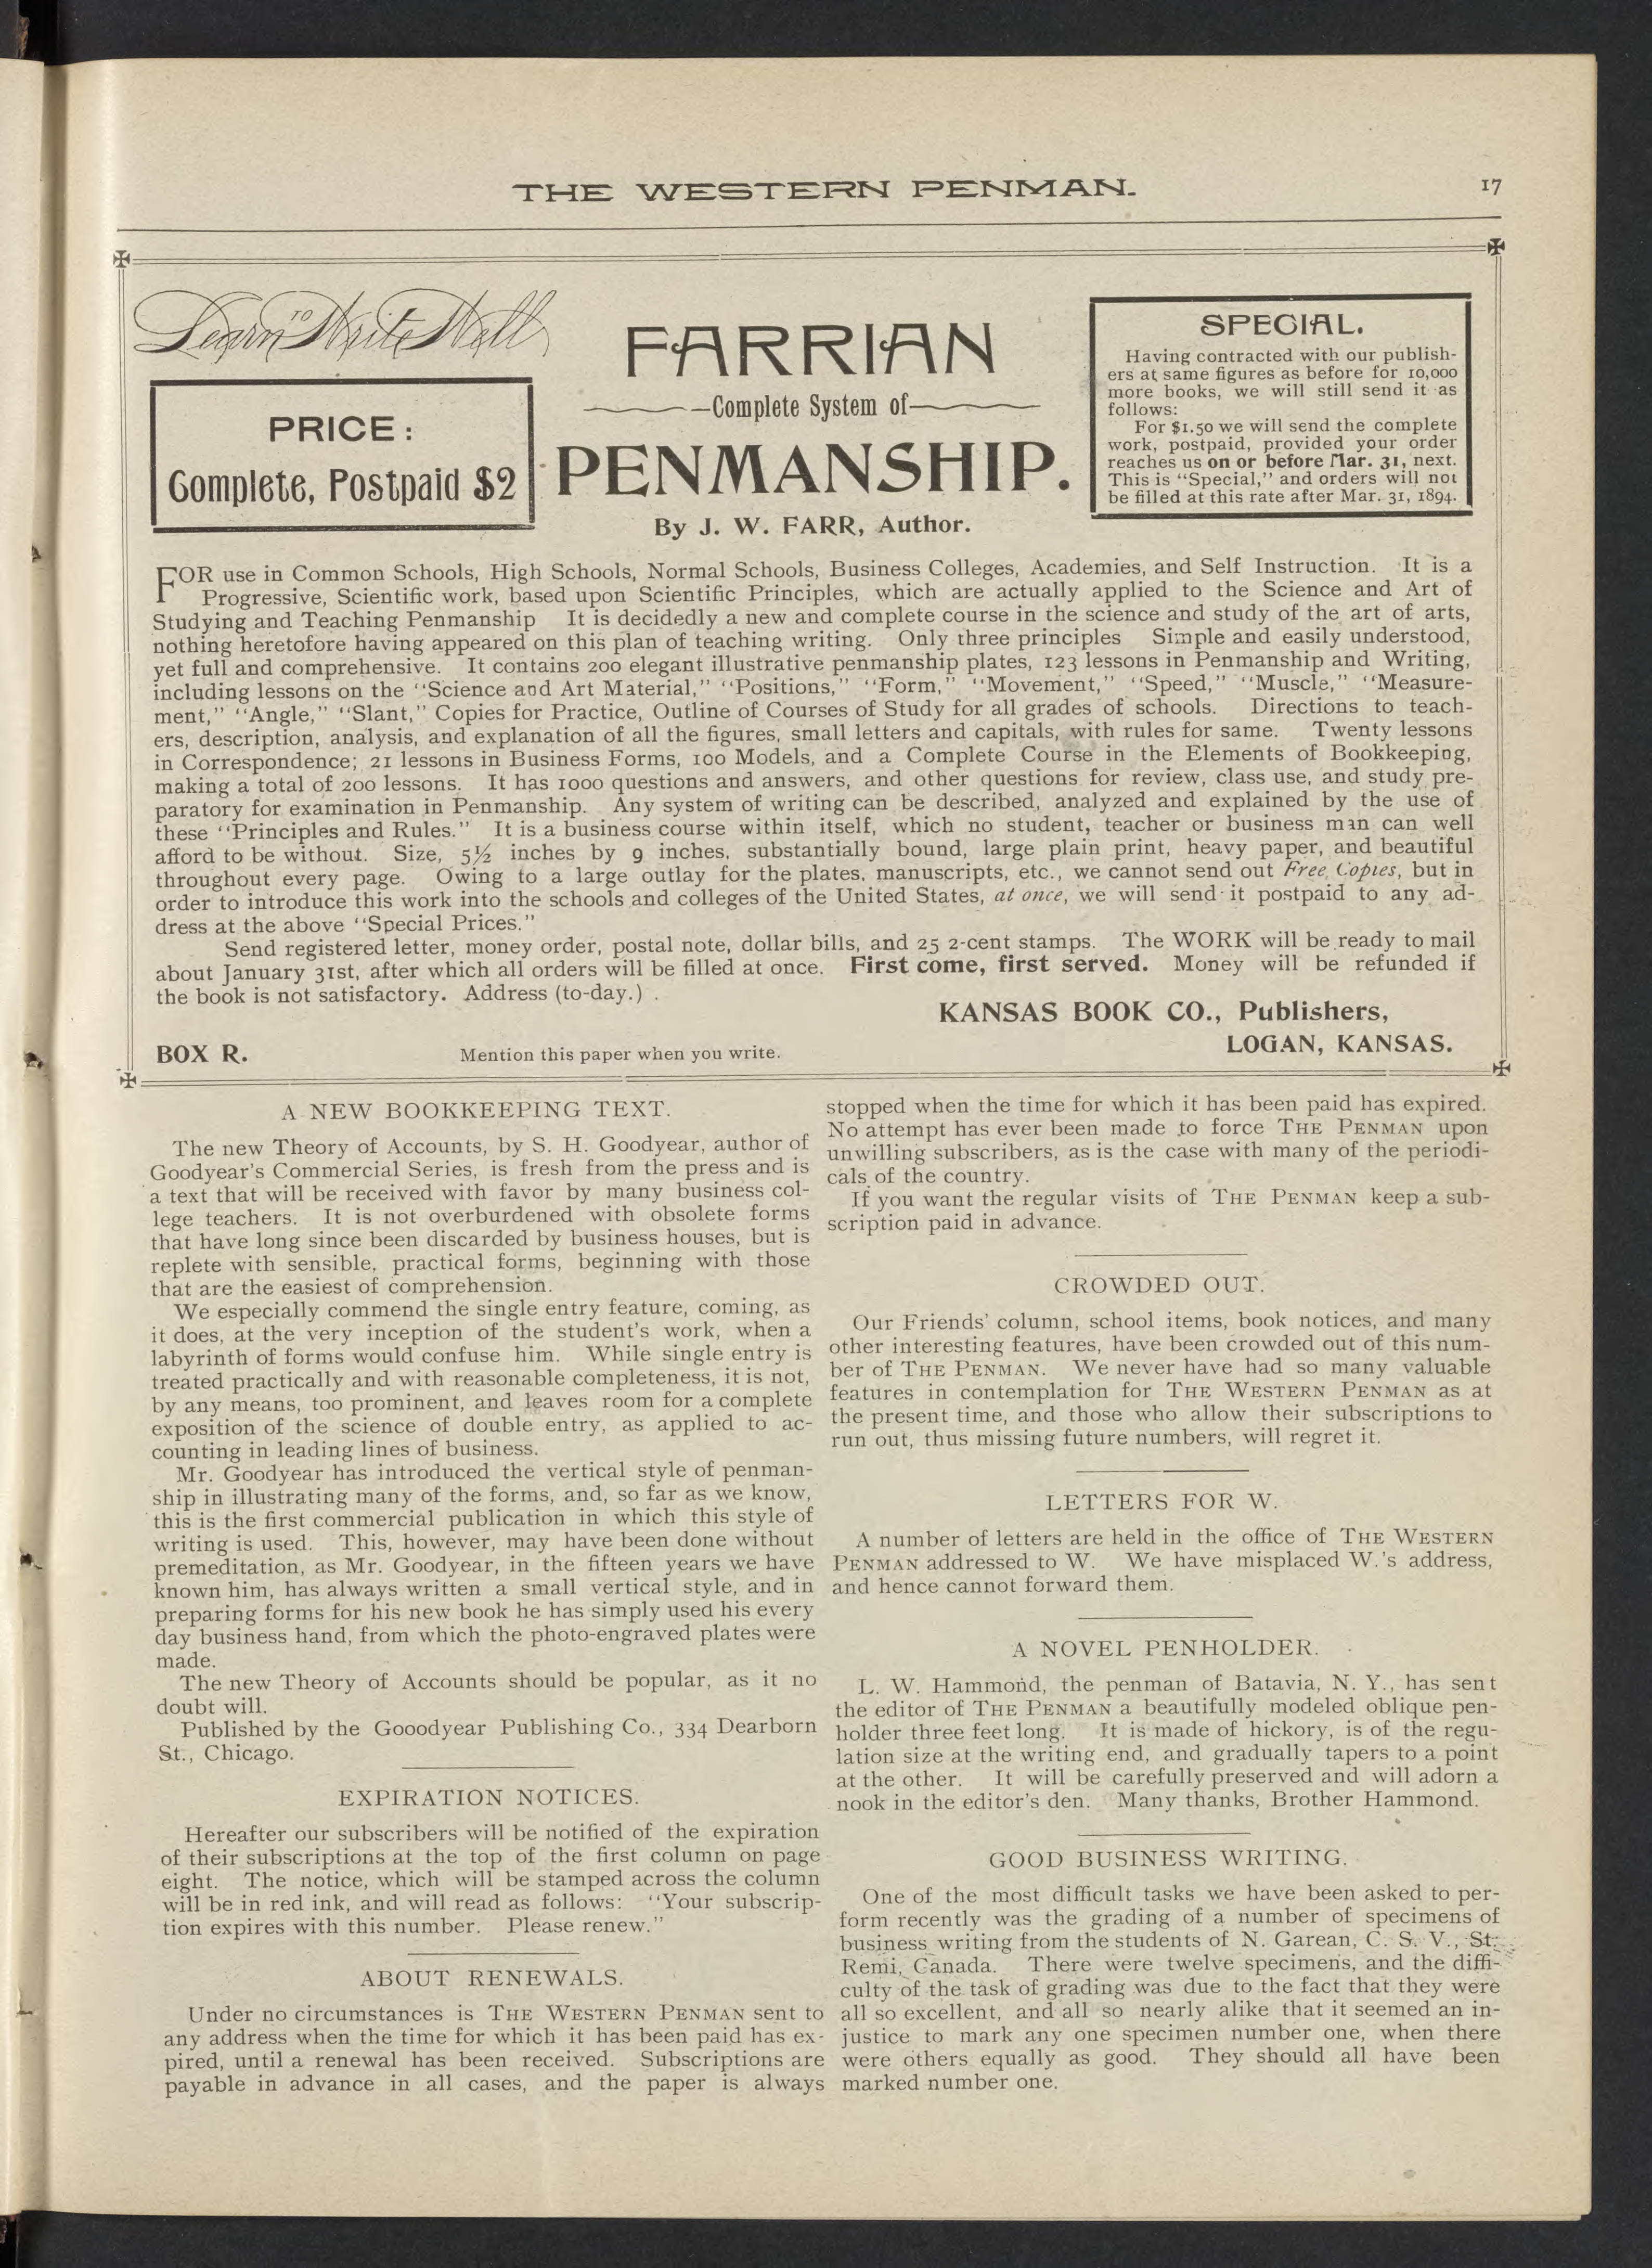 THE WESTERN PENMAN.
17
Learn to Write Well
PRICE:
Complete, Postpaid $2
FARRIAN
Complete System of
PENMANSHIP.
By J. W. FARR, Author.
SPECIAL.
Having contracted with our publish-
ers at same figures as before for 10,000
more books, we will still send it as
follows:
For $1.50 we will send the complete
work, postpaid, provided your order
reaches us on or before Mar. 31, next.
This is "Special," and orders will not
be filled at this rate after Mar. 31, 1894.
FOR use in Common Schools, High Schools, Normal Schools, Business Colleges, Academies, and Self Instruction. It is a
Progressive, Scientific work, based upon Scientific Principles, which are actually applied to the Science and Art of
Studying and Teaching Penmanship It is decidedly a new and complete course in the science and study of the art of arts,
nothing heretofore having appeared on this plan of teaching writing. Only three principles Simple and easily understood,
yet full and comprehensive. It contains 200 elegant illustrative penmanship plates, 123 lessons in Penmanship and Writing,
including lessons on the "Science and Art Material," "Positions," "Form," "Movement," "Speed," "Muscle," "Measure-
ment," "Angle," "Slant," Copies for Practice, Outline of Courses of Study for all grades of schools. Directions to teach-
ers, description, analysis, and explanation of all the figures, small letters and capitals, with rules for same. Twenty lessons
in Correspondence; 21 lessons in Business Forms, 100 Models, and a Complete Course in the Elements of Bookkeeping,
making a total of 200 lessons. It has 1000 questions and answers, and other questions for review, class use, and study pre-
paratory for examination in Penmanship. Any system of writing can be described, analyzed and explained by the use of
these "Principles and Rules." It is a business course within itself, which no student, teacher or business man can well
afford to be without. Size, 5½ inches by 9 inches, substantially bound, large plain print, heavy paper, and beautiful
throughout every page. Owing to a large outlay for the plates, manuscripts, etc., we cannot send out Free Copies, but in
order to introduce this work into the schools and colleges of the United States, at once, we will send it postpaid to any ad-
dress at the above "Special Prices."
Send registered letter, money order, postal note, dollar bills, and 25 2-cent stamps. The WORK will be ready to mail
about January 31st, after which all orders will be filled at once. First come, first served. Money will be refunded if
the book is not satisfactory. Address (to-day.)
KANSAS BOOK CO., Publishers,
LOGAN, KANSAS.
BOX R.
Mention this paper when you write.
A NEW BOOKKEEPING TEXT.
The new Theory of Accounts, by S. H. Goodyear, author of
Goodyear's Commercial Series, is fresh from the press and is
a text that will be received with favor by many business col-
lege teachers. It is not overburdened with obsolete forms
that have long since been discarded by business houses, but is
replete with sensible, practical forms, beginning with those
that are the easiest of comprehension.
We especially commend the single entry feature, coming, as
it does, at the very inception of the student's work, when a
labyrinth of forms would confuse him. While single entry is
treated practically and with reasonable completeness, it is not,
by any means, too prominent, and leaves room for a complete
exposition of the science of double entry, as applied to ac-
counting in leading lines of business.
Mr. Goodyear has introduced the vertical style of penman-
ship in illustrating many of the forms, and, so far as we know,
this is the first commercial publication in which this style of
writing is used. This, however, may have been done without
premeditation, as Mr. Goodyear, in the fifteen years we have
known him, has always written a small vertical style, and in
preparing forms for his new book he has simply used his every
day business hand, from which the photo-engraved plates were
made.
The new Theory of Accounts should be popular, as it no
doubt will.
Published by the Gooodyear Publishing Co., 334 Dearborn
St., Chicago.
EXPIRATION NOTICES.
Hereafter our subscribers will be notified of the expiration
of their subscriptions at the top of the first column on page
eight. The notice, which will be stamped across the column
will be in red ink, and will read as follows: "Your subscrip-
tion expires with this number. Please renew."
ABOUT RENEWALS.
Under no circumstances is THE WESTERN PENMAN sent to
any address when the time for which it has been paid has ex-
pired, until a renewal has been received. Subscriptions are
payable in advance in all cases, and the paper is always
stopped when the time for which it has been paid has expired.
No attempt has ever been made to force THE PENMAN upon
unwilling subscribers, as is the case with many of the periodi-
cals of the country.
If you want the regular visits of THE PENMAN keep a sub-
scription paid in advance.
CROWDED OUT.
Our Friends' column, school items, book notices, and many
other interesting features, have been crowded out of this num-
ber of THE PENMAN. We never have had so many valuable
features in contemplation for THE WESTERN PENMAN as at
the present time, and those who allow their subscriptions to
run out, thus missing future numbers, will regret it.
LETTERS FOR W.
A number of letters are held in the office of THE WESTERN
PENMAN addressed to W. We have misplaced W.'s address,
and hence cannot forward them.
A NOVEL PENHOLDER.
L. W. Hammond, the penman of Batavia, N. Y., has sent
the editor of THE PENMAN a beautifully modeled oblique pen-
holder three feet long. It is made of hickory, is of the regu-
lation size at the writing end, and gradually tapers to a point
at the other. It will be carefully preserved and will adorn a
nook in the editor's den. Many thanks, Brother Hammond.
GOOD BUSINESS WRITING.
One of the most difficult tasks we have been asked to per-
form recently was the grading of a number of specimens of
business writing from the students of N. Garean, C. S. V., St.
Remi, Canada. There were twelve specimens, and the diffi-
culty of the task of grading was due to the fact that they were
all so excellent, and all so nearly alike that it seemed an in-
justice to mark any one specimen number one, when there
were others equally as good. They should all have been
marked number one.